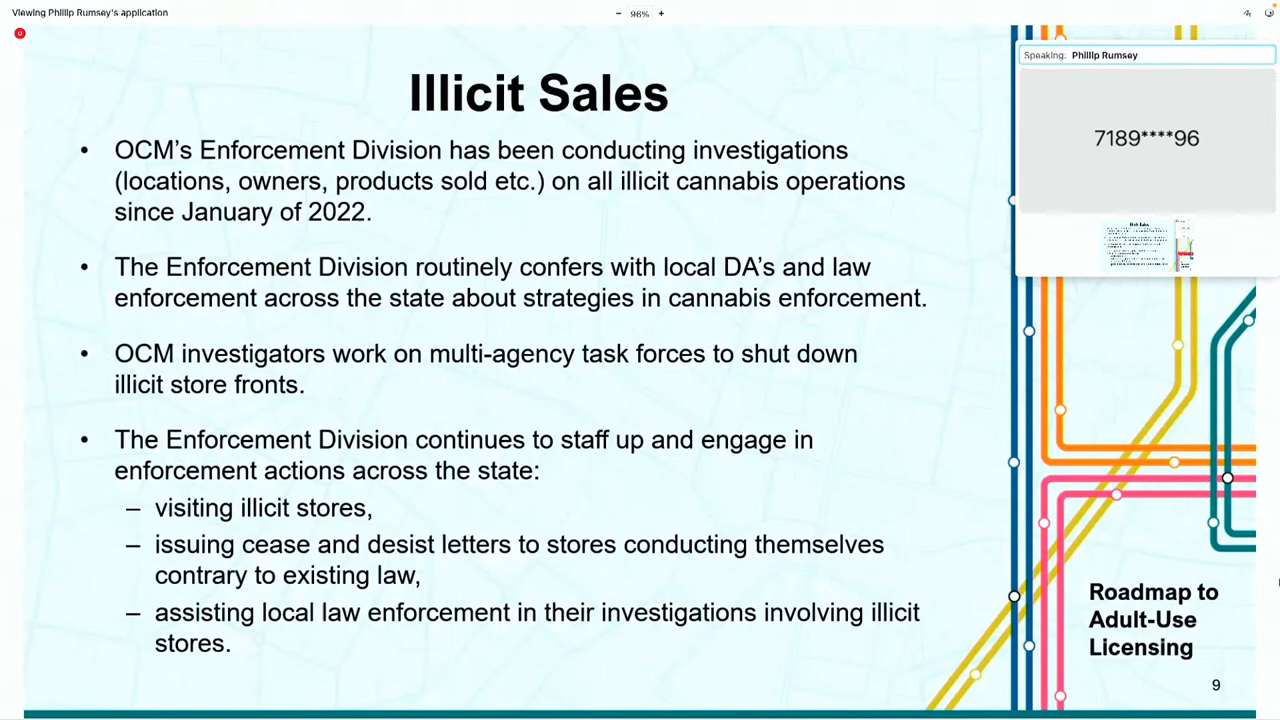 Viewing Phillip Rumsey's application
− 96% +
Speaking: Phillip Rumsey
7189****96
Illicit Sales
• OCM’s Enforcement Division has been conducting investigations
(locations, owners, products sold etc.) on all illicit cannabis operations
since January of 2022.
• The Enforcement Division routinely confers with local DA’s and law
enforcement across the state about strategies in cannabis enforcement.
• OCM investigators work on multi-agency task forces to shut down
illicit store fronts.
• The Enforcement Division continues to staff up and engage in
enforcement actions across the state:
– visiting illicit stores,
– issuing cease and desist letters to stores conducting themselves
contrary to existing law,
– assisting local law enforcement in their investigations involving illicit
stores.
Roadmap to
Adult-Use
Licensing
9